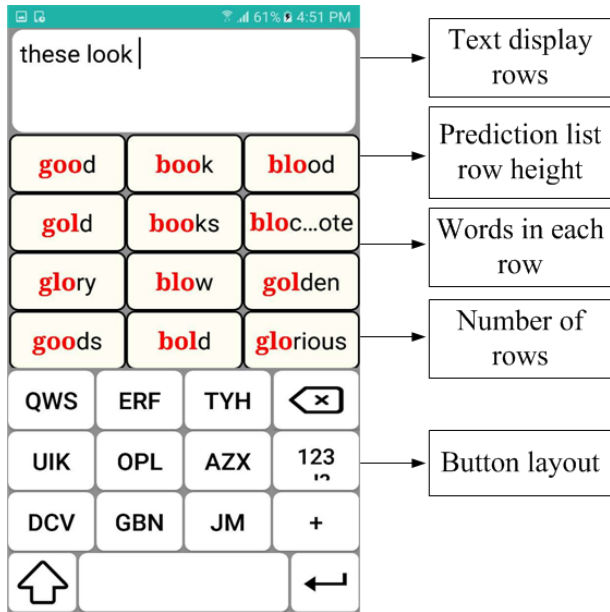 61% 4:51 PM
these look
Text display
rows
good book blood
Prediction list
row height
gold books bloc...ote
Words in each
row
glory blow golden
goods bold glorious
Number of
rows
QWS ERF TYH
UIK OPL AZX 123
Button layout
DCV GBN JM +